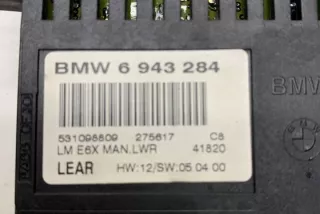 BMW 6 943 284
531098809 275617 C8
LM E6X MAN.LWR 41820
LEAR HW:12/SW:05 04 00
BMW